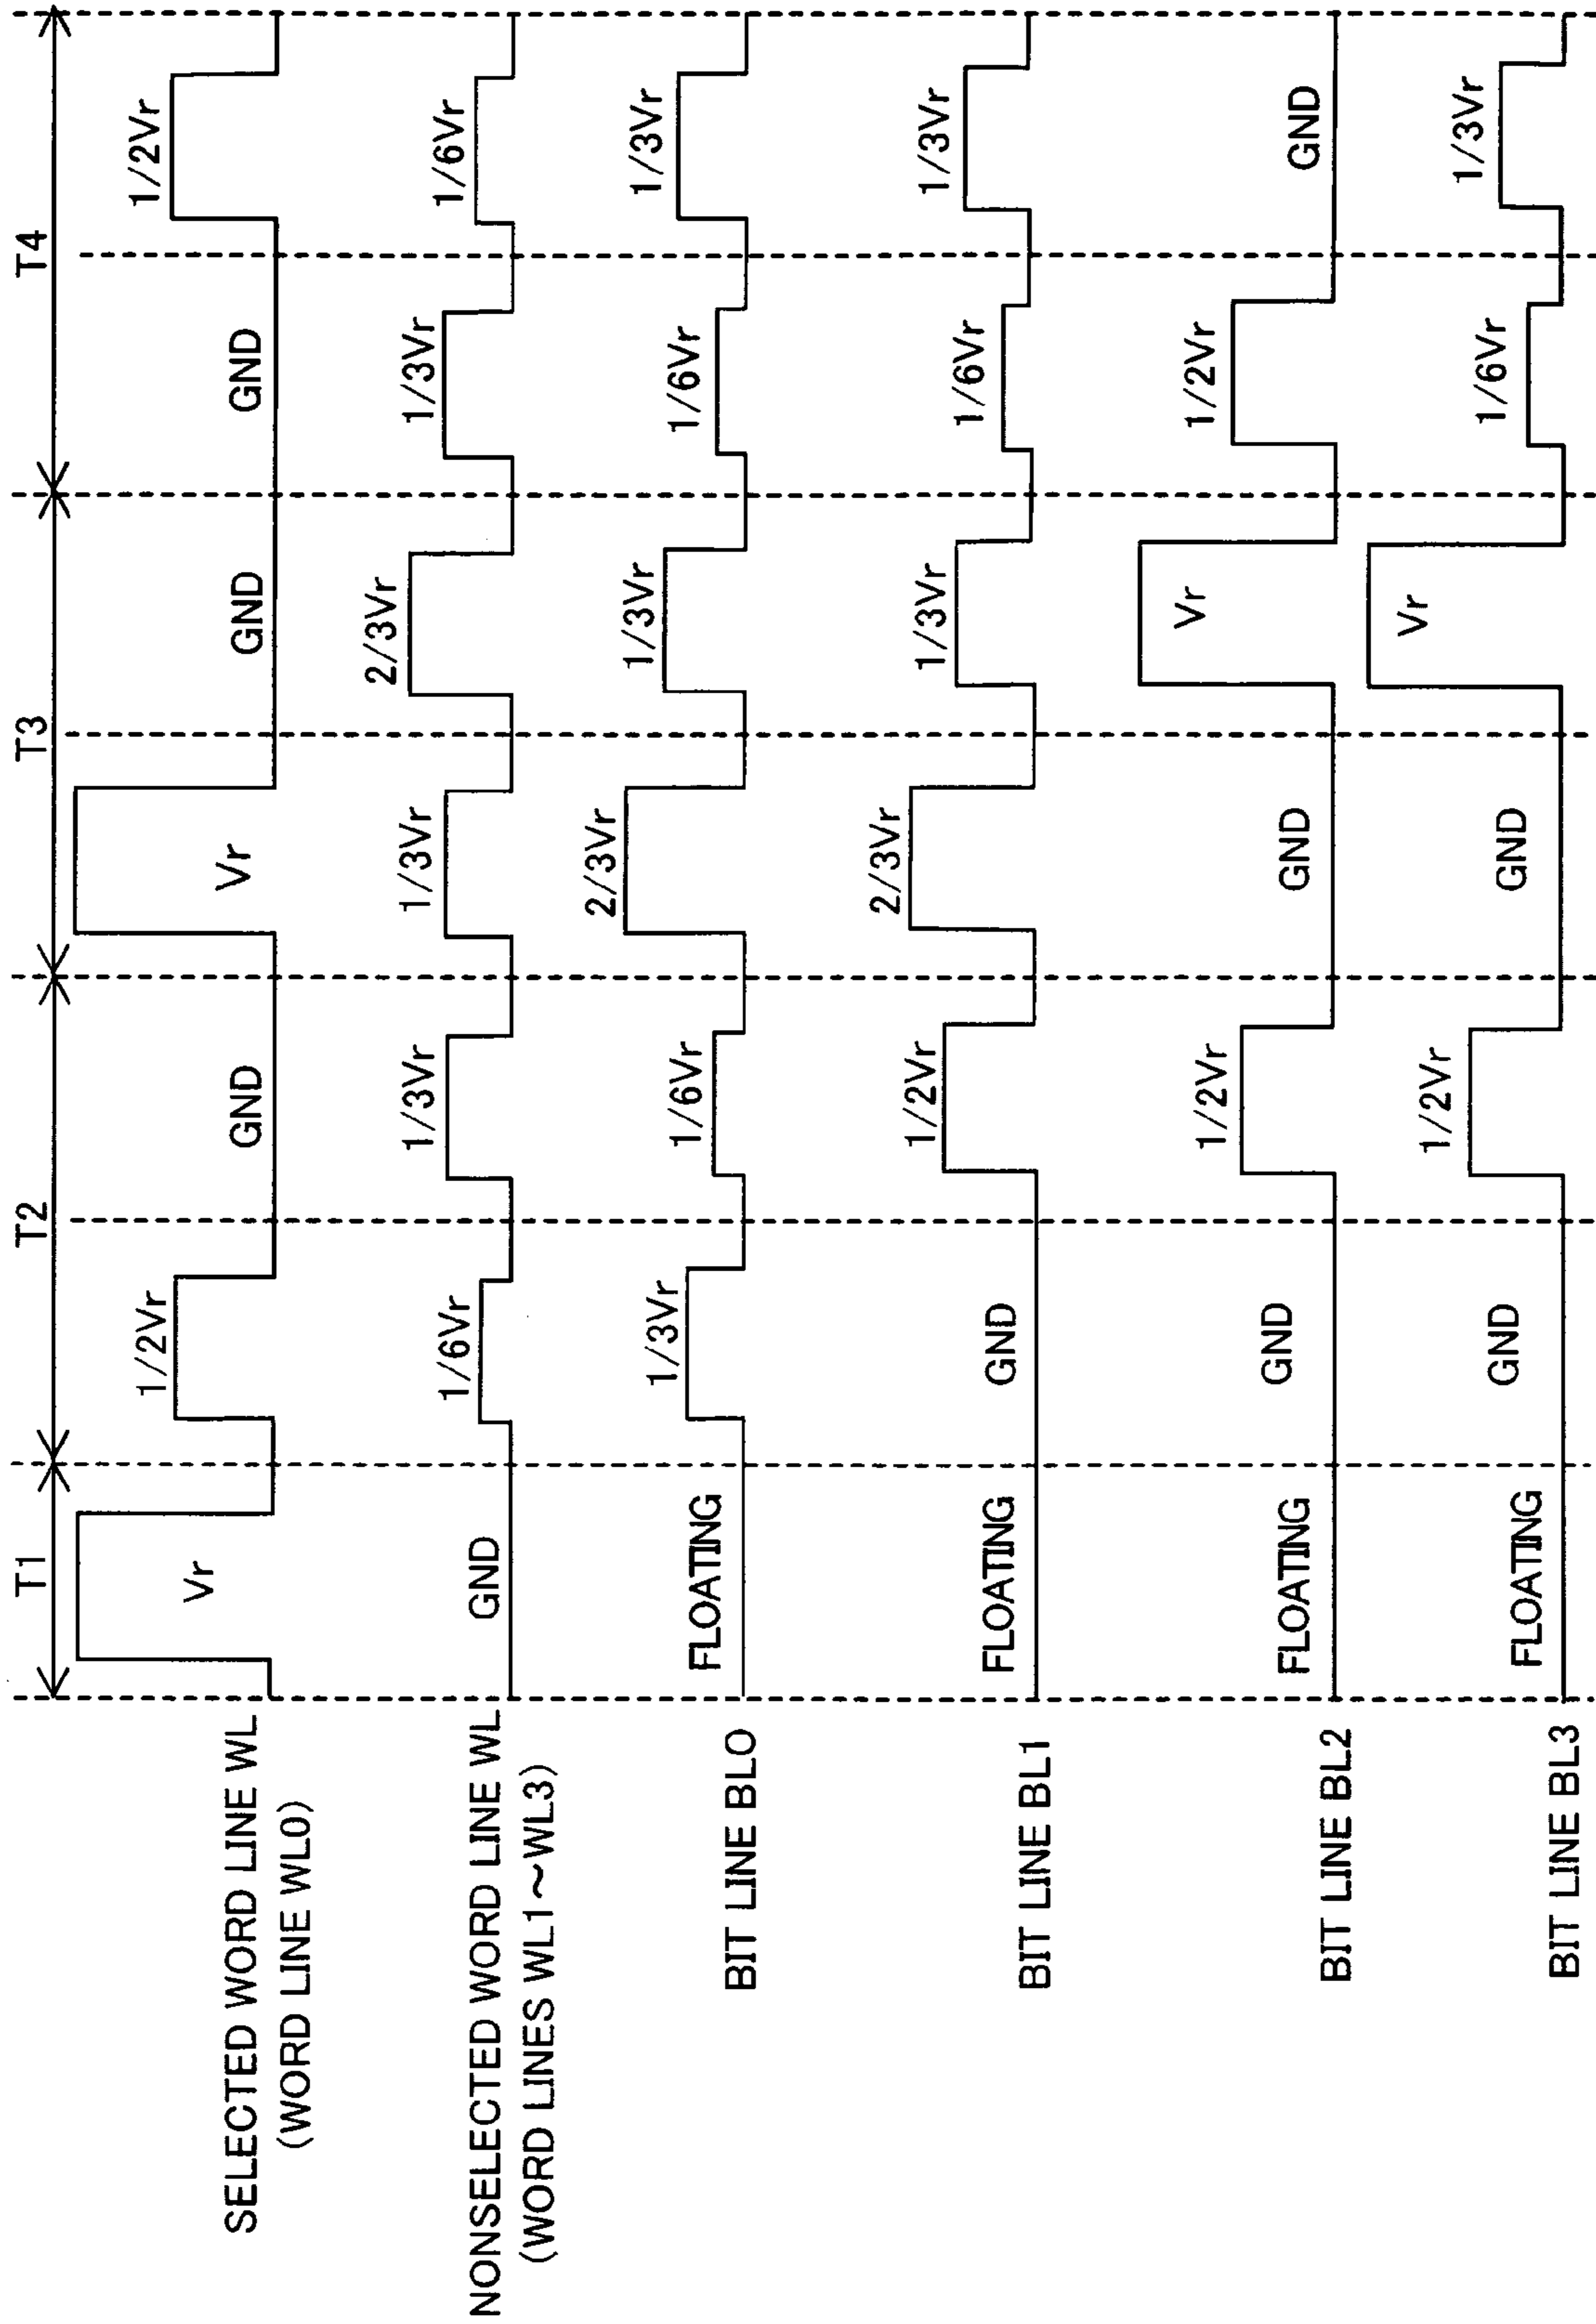 T1 T2 T3 T4
SELECTED WORD LINE WL
(WORD LINE WL0)
Vr 1/2Vr GND Vr GND GND 1/2Vr
NONSELECTED WORD LINE WL
(WORD LINES WL1~WL3)
GND 1/6Vr 1/3Vr 1/3Vr 2/3Vr 1/3Vr 1/6Vr
BIT LINE BL0
FLOATING 1/3Vr 1/6Vr 2/3Vr 1/3Vr 1/6Vr 1/3Vr
BIT LINE BL1
FLOATING GND 1/2Vr 2/3Vr 1/3Vr 1/6Vr 1/3Vr
BIT LINE BL2
FLOATING GND 1/2Vr GND Vr 1/2Vr GND
BIT LINE BL3
FLOATING GND 1/2Vr GND Vr 1/6Vr 1/3Vr